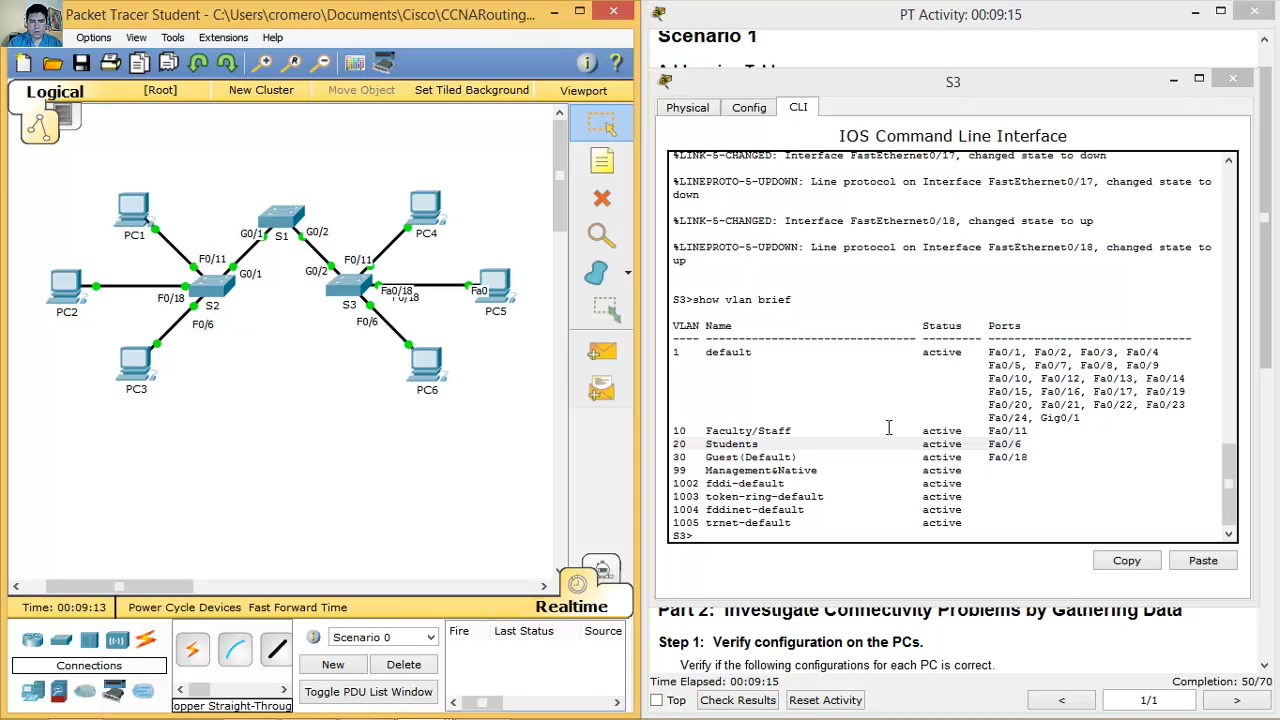 Packet Tracer Student - C:\Users\cromero\Documents\Cisco\CCNARouting...
Options View Tools Extensions Help
Logical [Root] New Cluster Move Object Set Tiled Background Viewport
PC1
PC2
PC3
PC4
PC5
PC6
S1
S2
S3
G0/1
G0/2
F0/11
G0/1
F0/18
F0/6
G0/2
F0/11
Fa0/18
Fa0
F0/6
Time: 00:09:13 Power Cycle Devices Fast Forward Time Realtime
Connections
Scenario 0
New Delete
Toggle PDU List Window
Fire Last Status Source
opper Straight-Throug
PT Activity: 00:09:15
Scenario 1
S3
Physical Config CLI
IOS Command Line Interface
%LINK-5-CHANGED: Interface FastEthernet0/17, changed state to down
%LINEPROTO-5-UPDOWN: Line protocol on Interface FastEthernet0/17, changed state to
down
%LINK-5-CHANGED: Interface FastEthernet0/18, changed state to up
%LINEPROTO-5-UPDOWN: Line protocol on Interface FastEthernet0/18, changed state to
up
S3>show vlan brief
VLAN Name Status Ports
---- -------------------------------- --------- -------------------------------
1 default active Fa0/1, Fa0/2, Fa0/3, Fa0/4
Fa0/5, Fa0/7, Fa0/8, Fa0/9
Fa0/10, Fa0/12, Fa0/13, Fa0/14
Fa0/15, Fa0/16, Fa0/17, Fa0/19
Fa0/20, Fa0/21, Fa0/22, Fa0/23
Fa0/24, Gig0/1
10 Faculty/Staff active Fa0/11
20 Students active Fa0/6
30 Guest(Default) active Fa0/18
99 Management&Native active
1002 fddi-default active
1003 token-ring-default active
1004 fddinet-default active
1005 trnet-default active
S3>
Copy Paste
Part 2: Investigate Connectivity Problems by Gathering Data
Step 1: Verify configuration on the PCs.
Verify if the following configurations for each PC is correct.
Time Elapsed: 00:09:15 Completion: 50/70
Top Check Results Reset Activity < 1/1 >